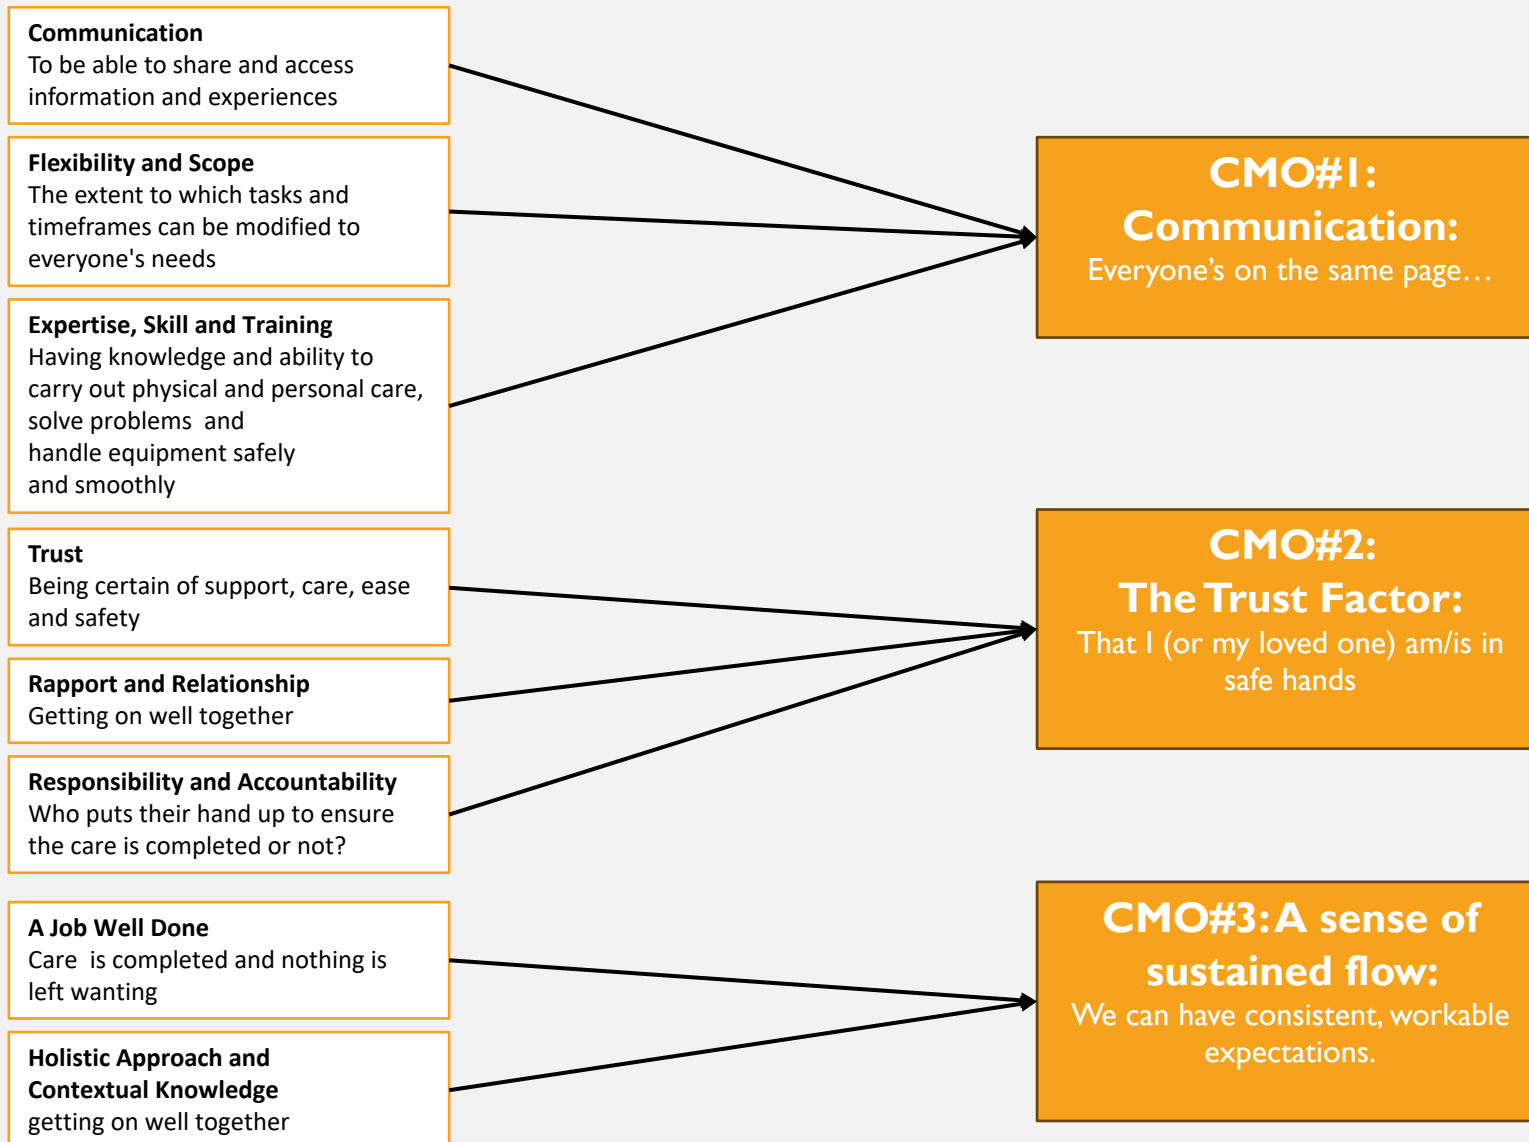 Communication
To be able to share and access
information and experiences
Flexibility and Scope
The extent to which tasks and
timeframes can be modified to
everyone's needs
Expertise, Skill and Training
Having knowledge and ability to
carry out physical and personal care,
solve problems  and
handle equipment safely
and smoothly
Trust
Being certain of support, care, ease
and safety
Rapport and Relationship
Getting on well together
Responsibility and Accountability
Who puts their hand up to ensure
the care is completed or not?
A Job Well Done
Care  is completed and nothing is
left wanting
Holistic Approach and
Contextual Knowledge
getting on well together
CMO#1:
Communication:
Everyone’s on the same page…
CMO#2:
The Trust Factor:
That I (or my loved one) am/is in
safe hands
CMO#3: A sense of
sustained flow:
We can have consistent, workable
expectations.